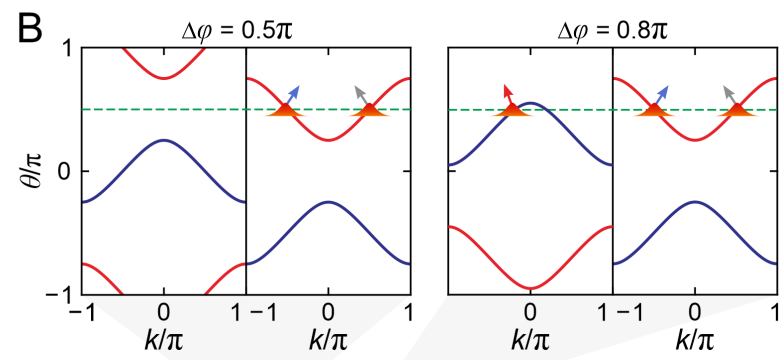 B
Δφ = 0.5π
Δφ = 0.8π
θ/π
1
0
−1
−1 0 1 −1 0 1
−1 0 1 −1 0 1
k/π k/π k/π k/π